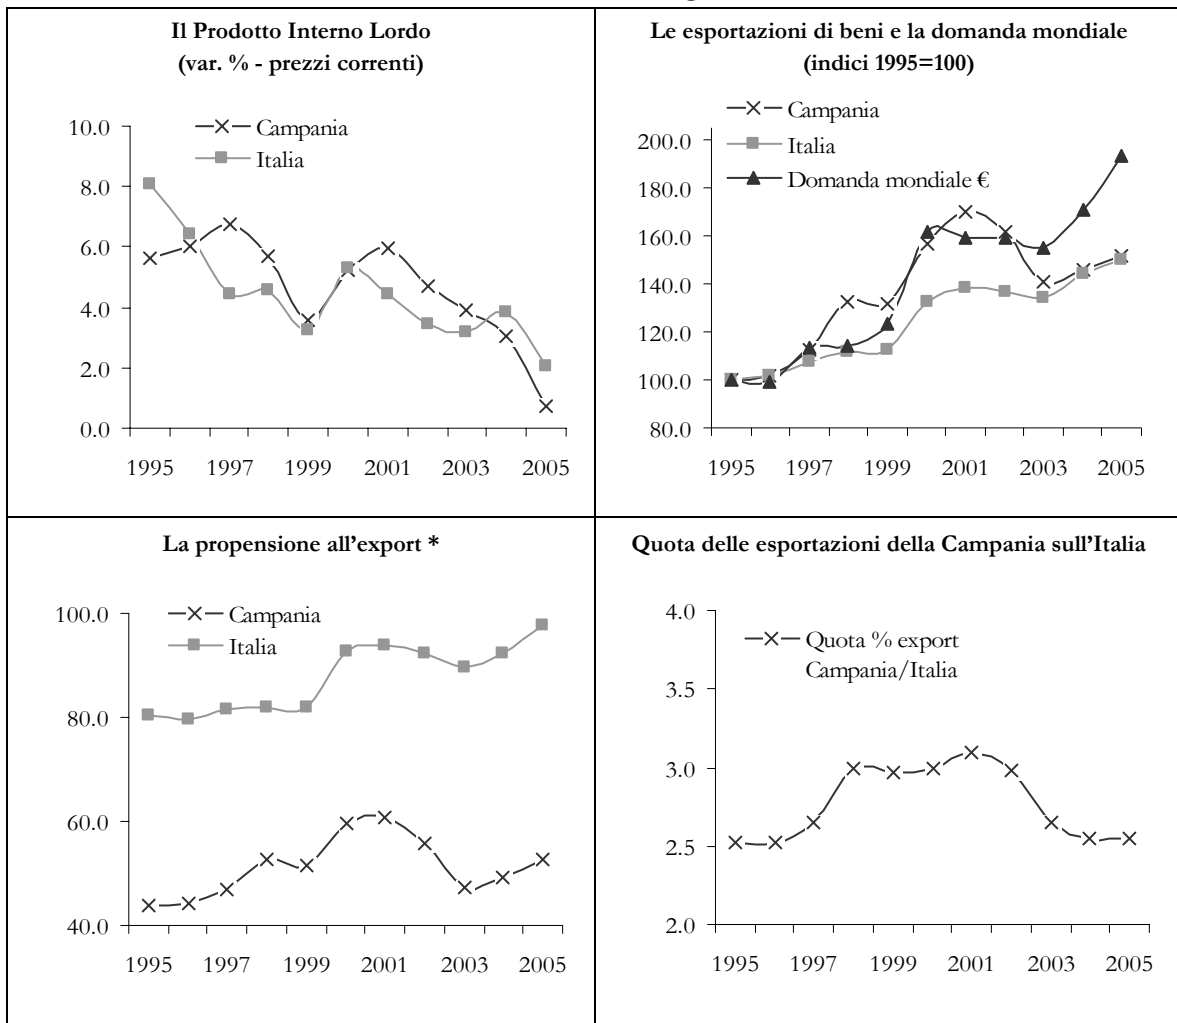 Il Prodotto Interno Lordo
(var. % - prezzi correnti)
Campania
Italia
10.0
8.0
6.0
4.0
2.0
0.0
1995 1997 1999 2001 2003 2005
Le esportazioni di beni e la domanda mondiale
(indici 1995=100)
Campania
Italia
Domanda mondiale €
200.0
180.0
160.0
140.0
120.0
100.0
80.0
1995 1997 1999 2001 2003 2005
La propensione all’export *
Campania
Italia
100.0
80.0
60.0
40.0
1995 1997 1999 2001 2003 2005
Quota delle esportazioni della Campania sull’Italia
Quota % export
Campania/Italia
4.0
3.5
3.0
2.5
2.0
1995 1997 1999 2001 2003 2005